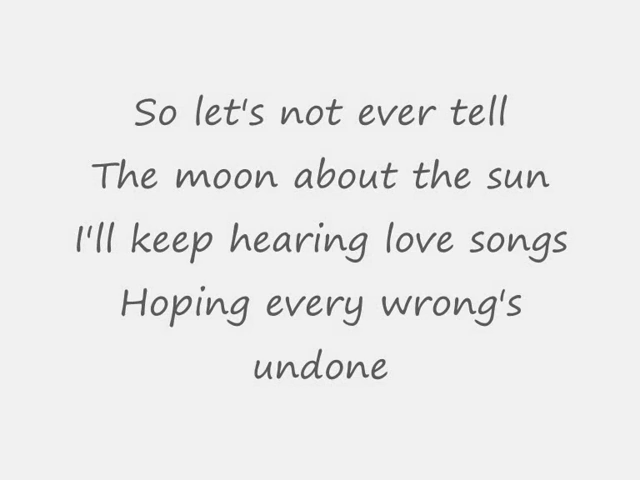 So let's not ever tell
The moon about the sun
I'll keep hearing love songs
Hoping every wrong's
undone